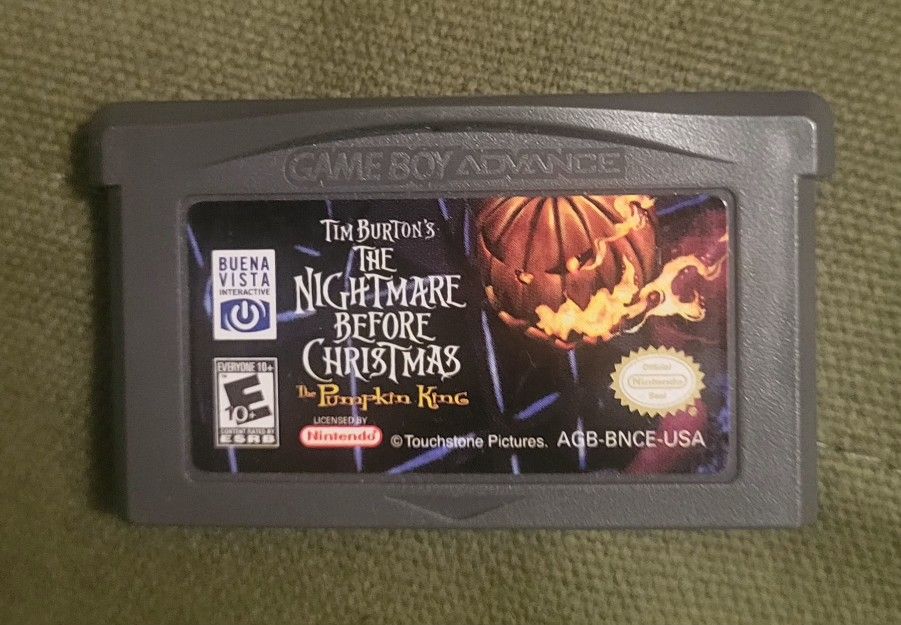 GAME BOY ADVANCE
TIM BURTON'S
THE
NIGHTMARE
BEFORE
CHRISTMAS
The Pumpkin King
BUENA
VISTA
INTERACTIVE
EVERYONE 10+
E
10+
CONTENT RATED BY
ESRB
LICENSED BY
Nintendo
© Touchstone Pictures.
AGB-BNCE-USA
Official
Nintendo
Seal